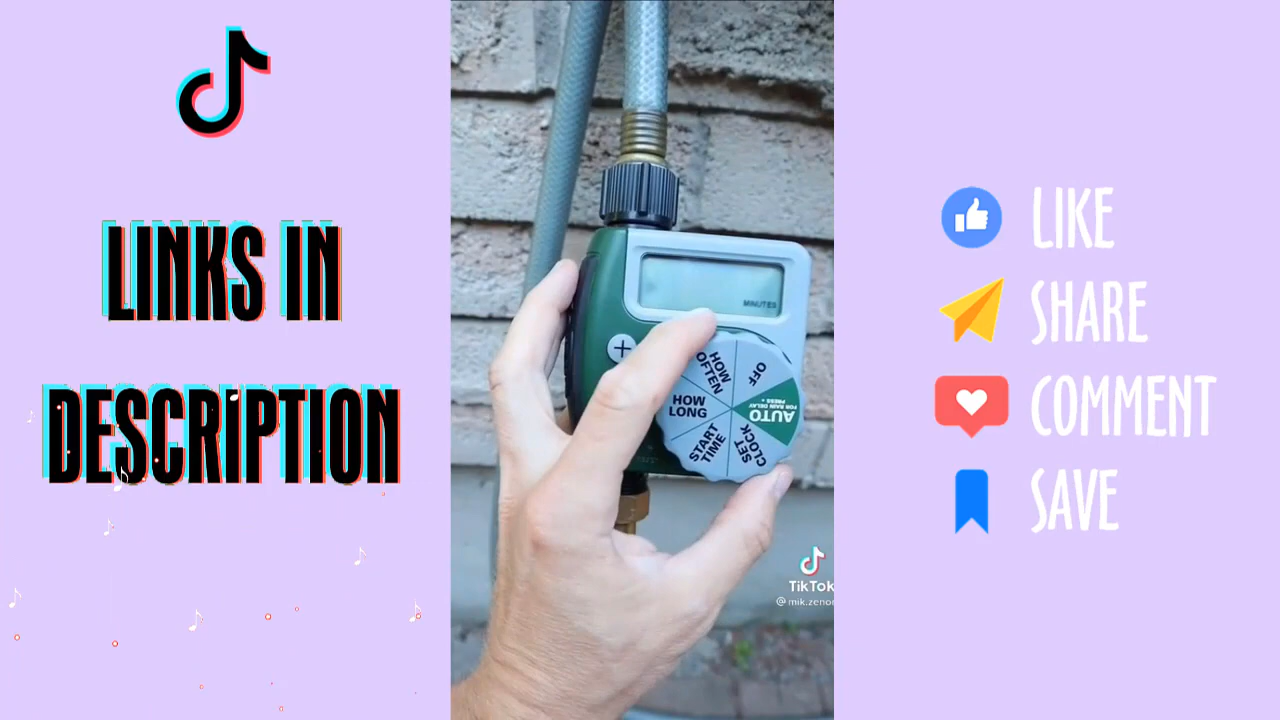 LINKS IN
DESCRIPTION
MINUTES
+
HOW
OFTEN
OFF
HOW
LONG
AUTO
FOR RAIN DELAY
PRESS +
START
TIME
SET
CLOCK
TikTok
@mik.zenon
LIKE
SHARE
COMMENT
SAVE